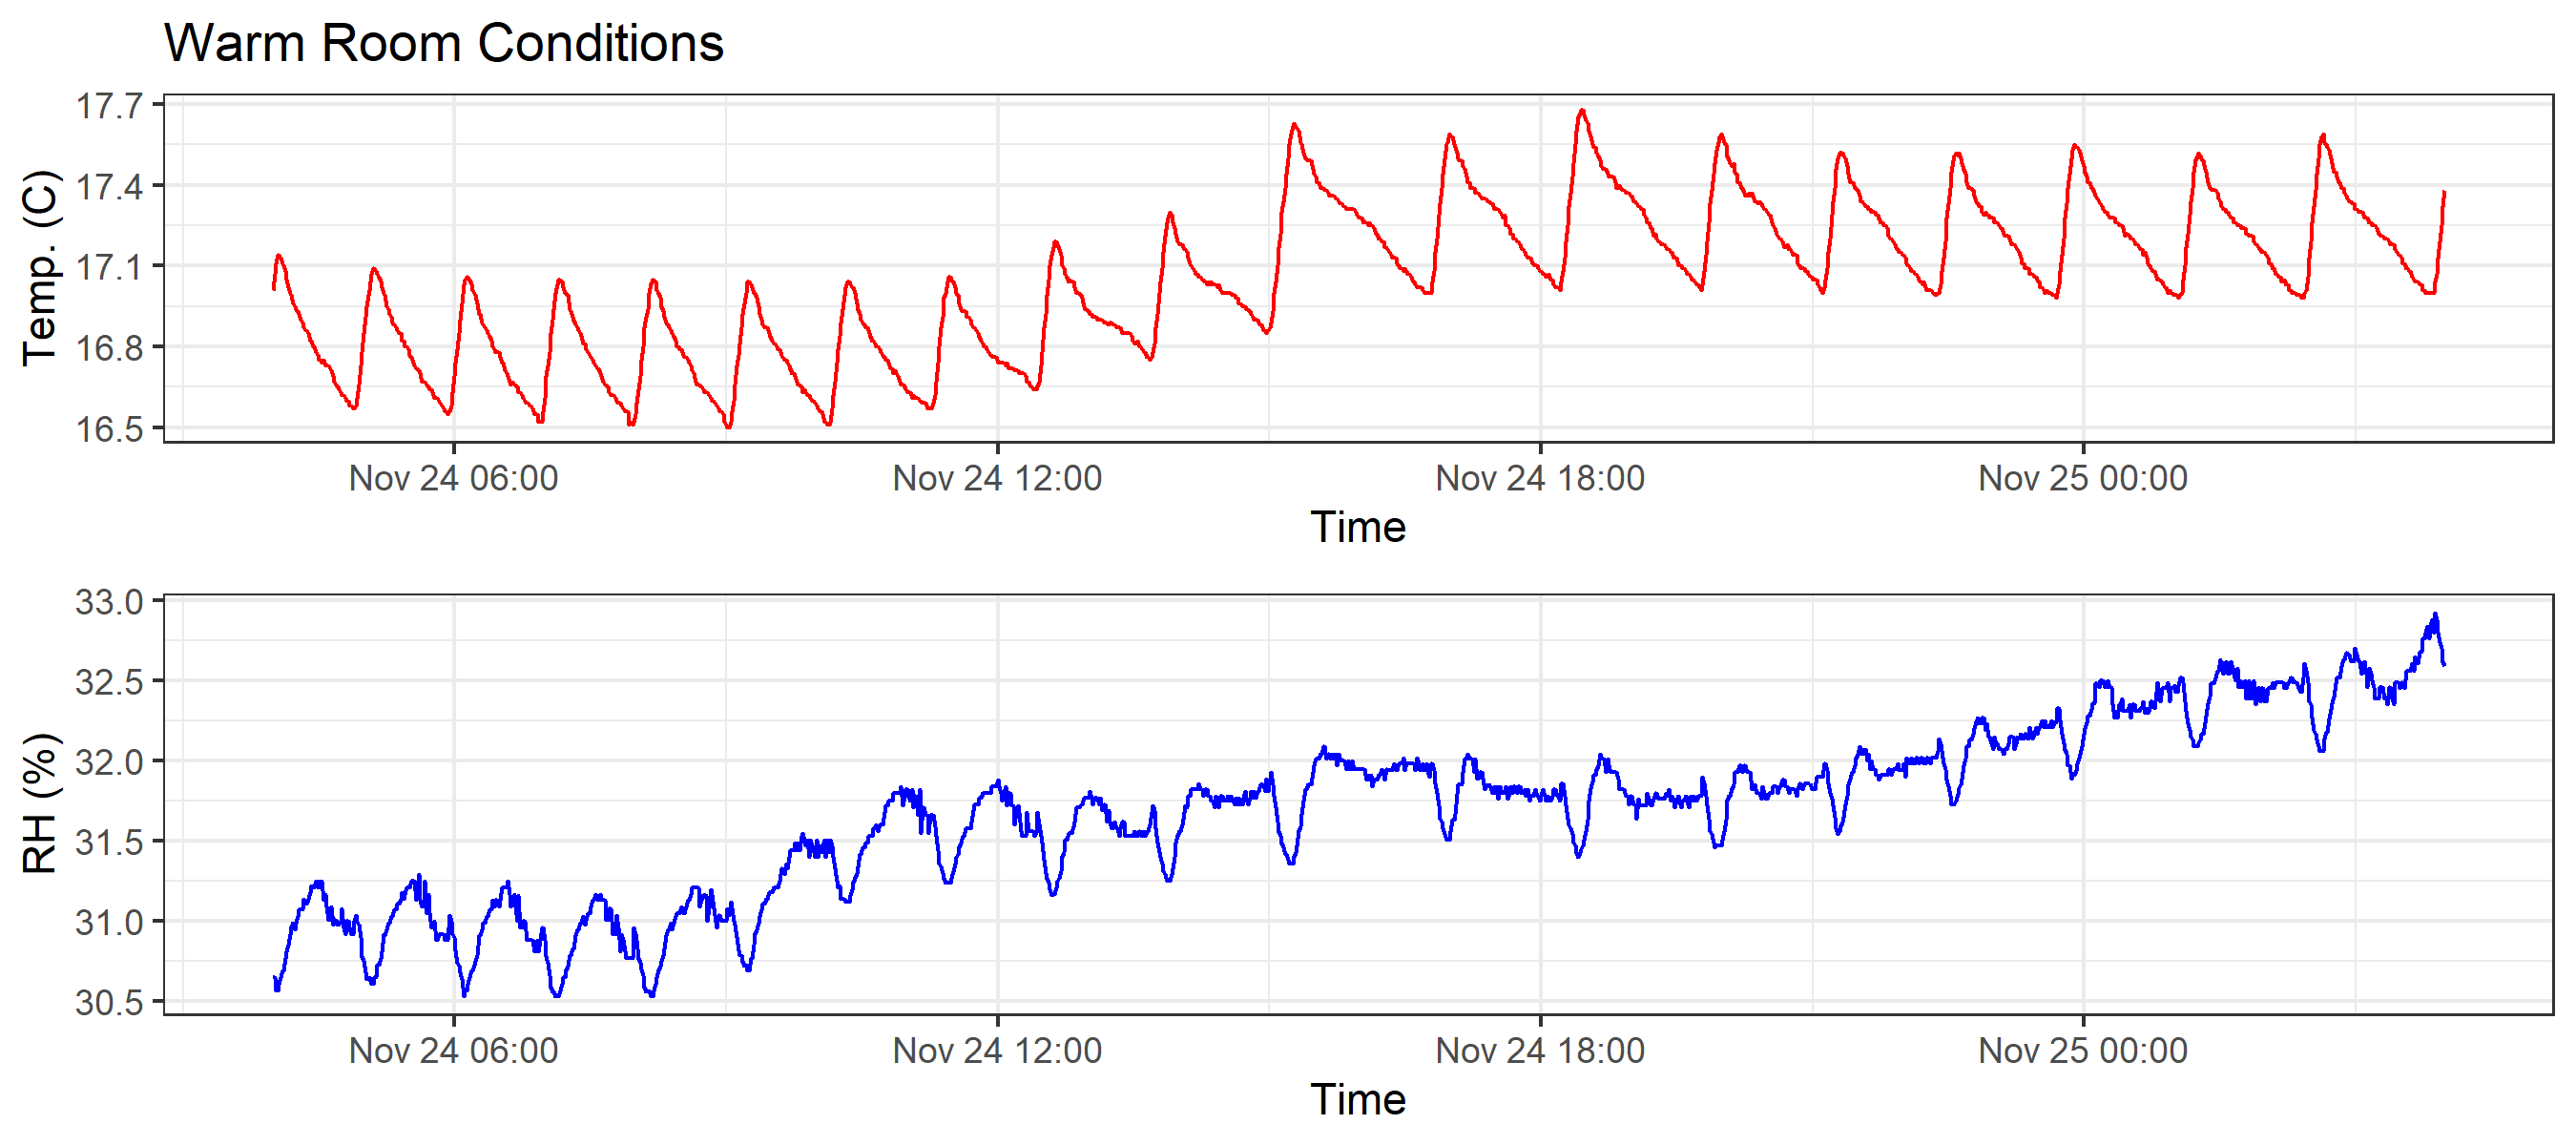 Warm Room Conditions
Temp. (C)
17.7
17.4
17.1
16.8
16.5
Nov 24 06:00 Nov 24 12:00 Nov 24 18:00 Nov 25 00:00
Time
RH (%)
33.0
32.5
32.0
31.5
31.0
30.5
Nov 24 06:00 Nov 24 12:00 Nov 24 18:00 Nov 25 00:00
Time